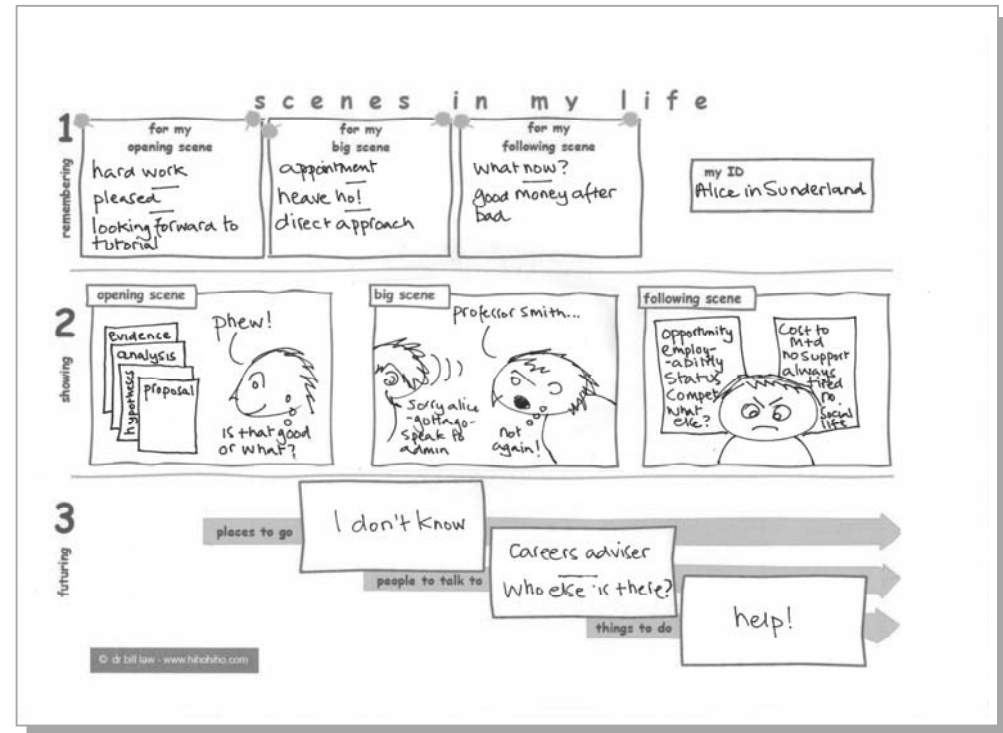 scenes in my life
1
remembering
for my
opening scene
hard work
pleased
looking forward to
tutorial
for my
big scene
appointment
heave ho!
direct approach
for my
following scene
what now?
good money after
bad
my ID
Alice in Sunderland
2
showing
opening scene
evidence
analysis
hypotheses
proposal
phew!
is that good
or what?
big scene
professor smith...
sorry alice
-gotta go-
speak to
admin
not
again!
following scene
opportunity
employ-
-ability
status
compet
what
else?
cost to
m+d
no support
always
tired
no
social
life
3
futuring
places to go
I don't know
people to talk to
Careers adviser
Who else is there?
things to do
help!
© dr bill law - www.hihohiho.com